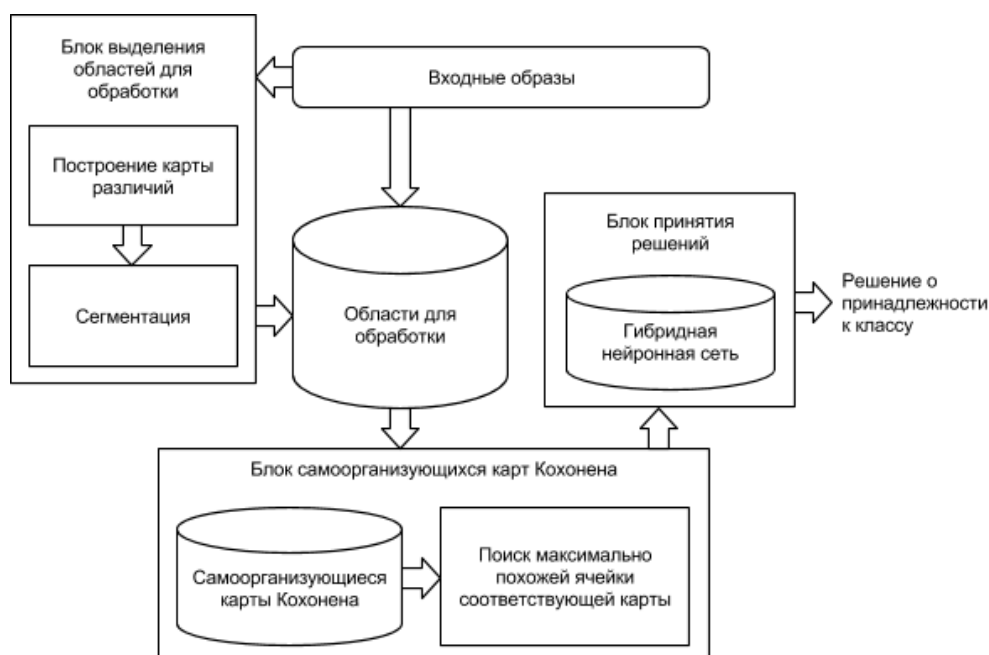 Блок выделения
областей для
обработки
Входные образы
Построение карты
различий
Сегментация
Области для
обработки
Блок принятия
решений
Гибридная
нейронная сеть
Решение о
принадлежности
к классу
Блок самоорганизующихся карт Кохонена
Самоорганизующиеся
карты Кохонена
Поиск максимально
похожей ячейки
соответствующей карты